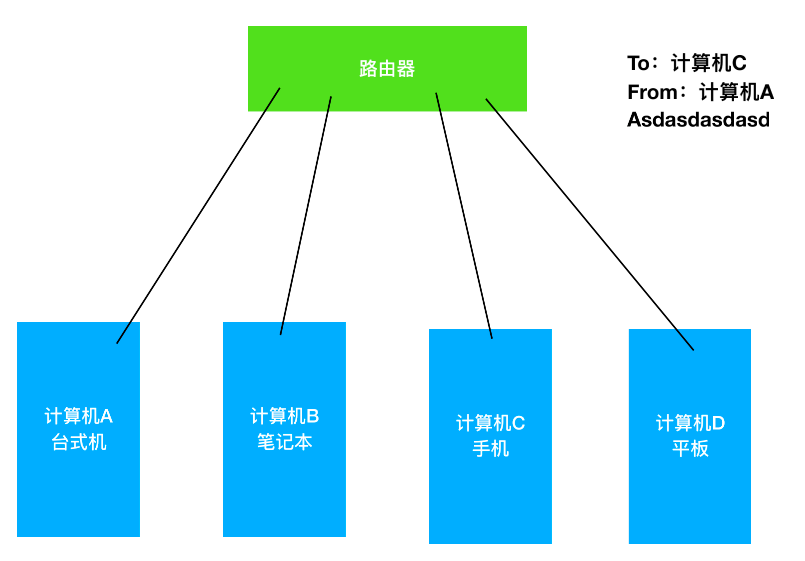 路由器
To：计算机C
From：计算机A
Asdasdasdasd
计算机A
台式机
计算机B
笔记本
计算机C
手机
计算机D
平板